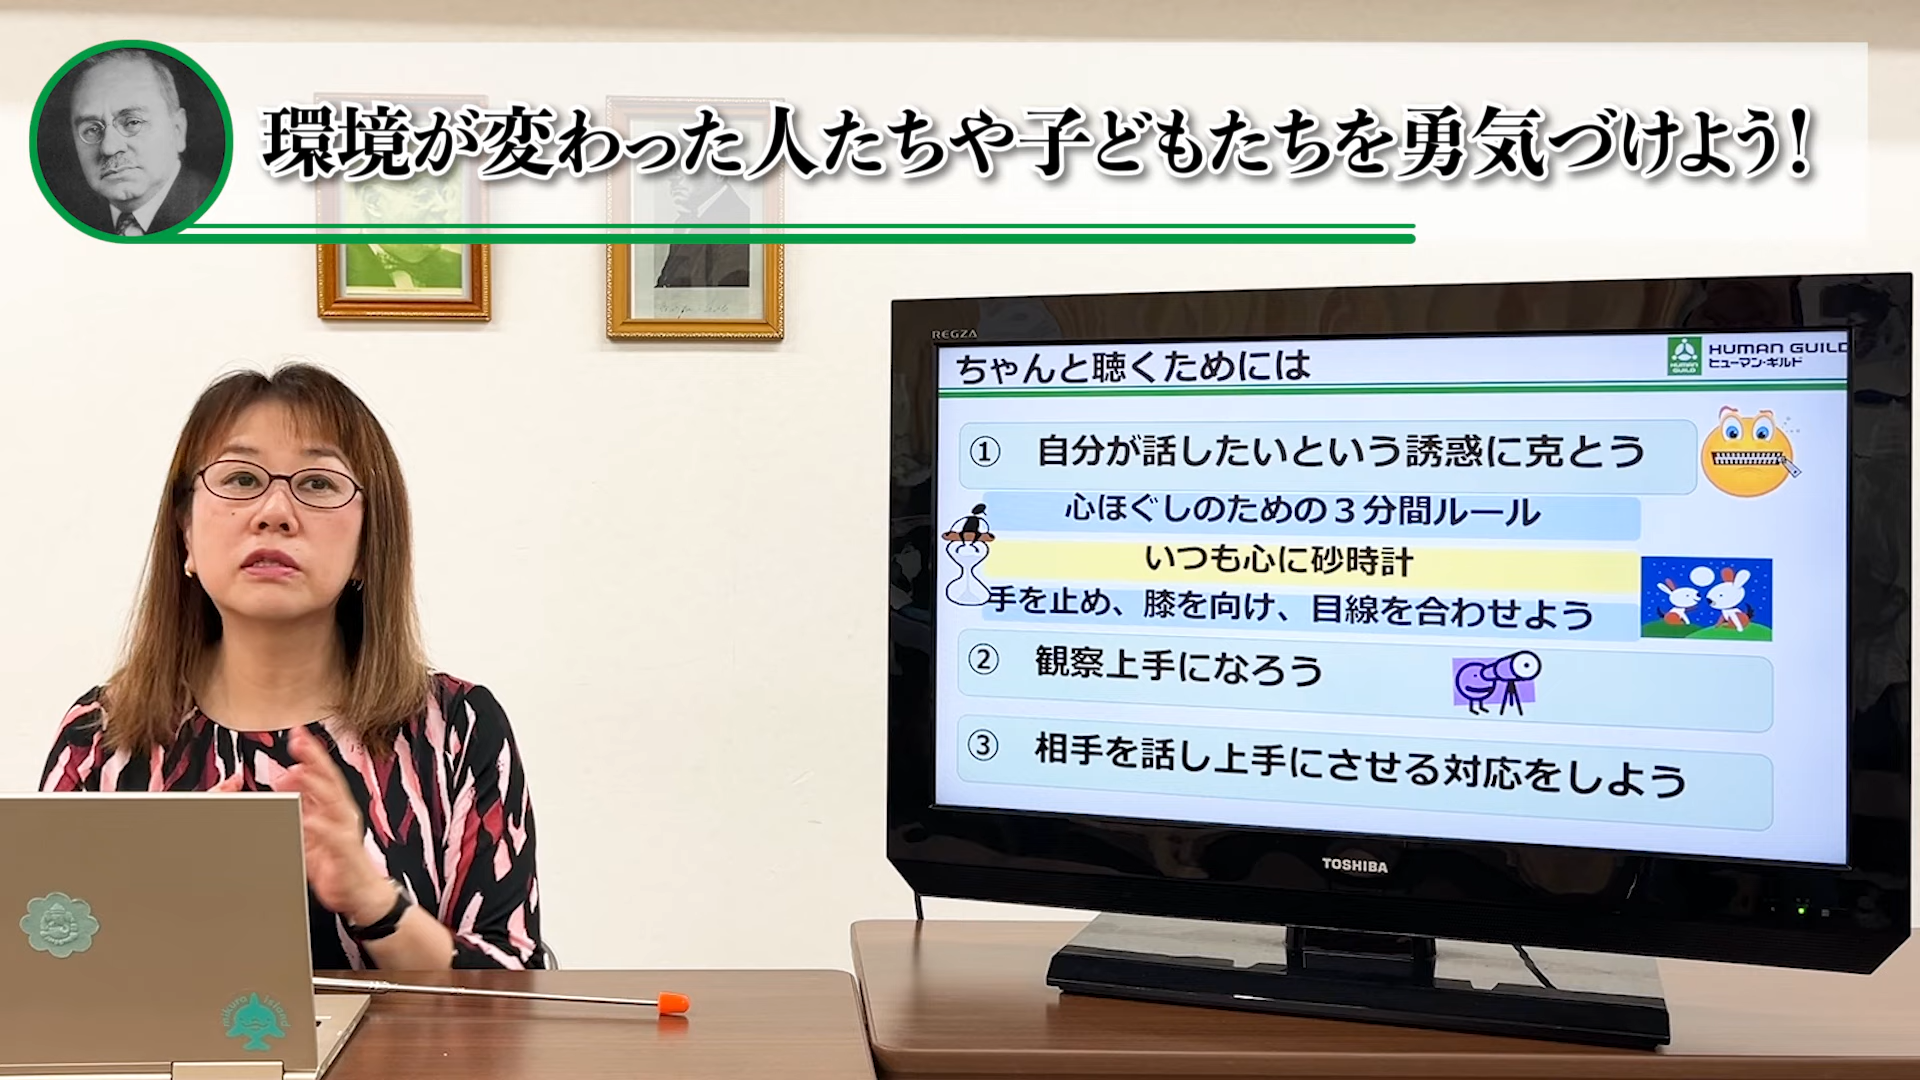 環境が変わった人たちや子どもたちを勇気づけよう！
REGZA
ちゃんと聴くためには
HUMAN GUILD
ヒューマン・ギルド
HUMAN GUILD
① 自分が話したいという誘惑に克とう
心ほぐしのための３分間ルール
いつも心に砂時計
手を止め、膝を向け、目線を合わせよう
② 観察上手になろう
③ 相手を話し上手にさせる対応をしよう
TOSHIBA
mikura island